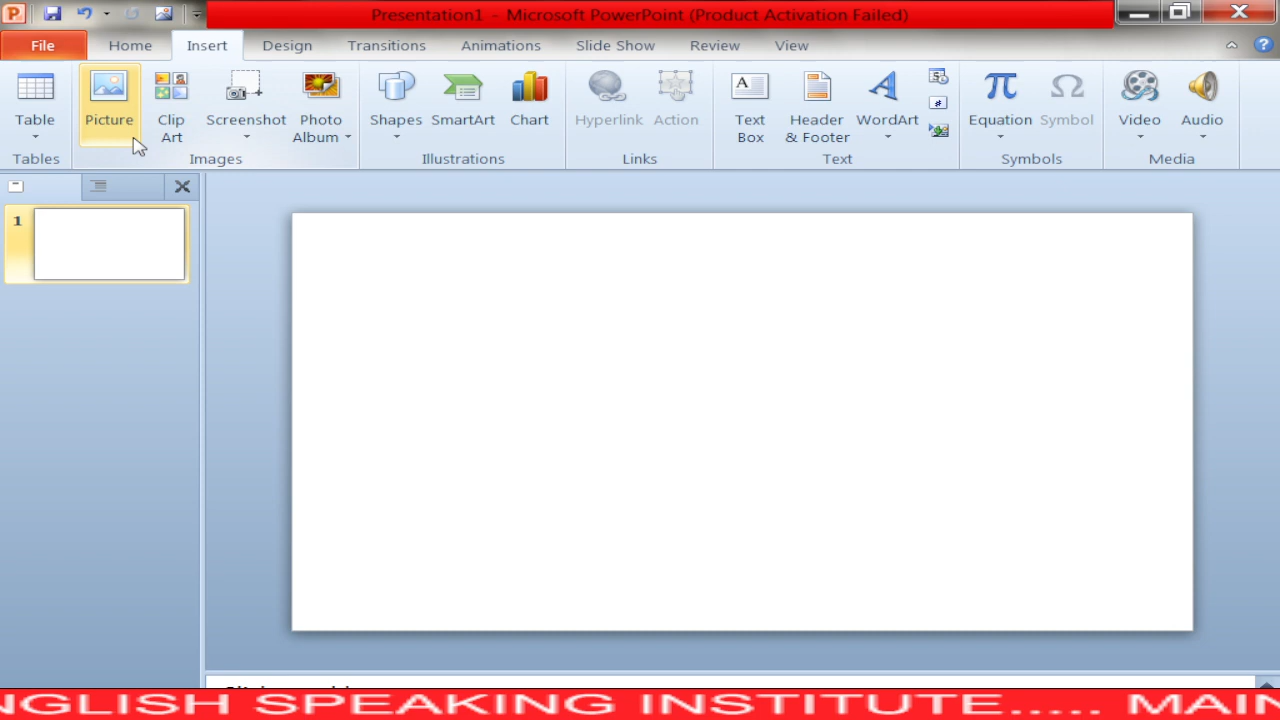 Presentation1 - Microsoft PowerPoint (Product Activation Failed)
File Home Insert Design Transitions Animations Slide Show Review View
Table Picture Clip Art Screenshot Photo Album Shapes SmartArt Chart Hyperlink Action Text Box Header & Footer WordArt Equation Symbol Video Audio
Tables Images Illustrations Links Text Symbols Media
1
NGLISH SPEAKING INSTITUTE..... MAIN